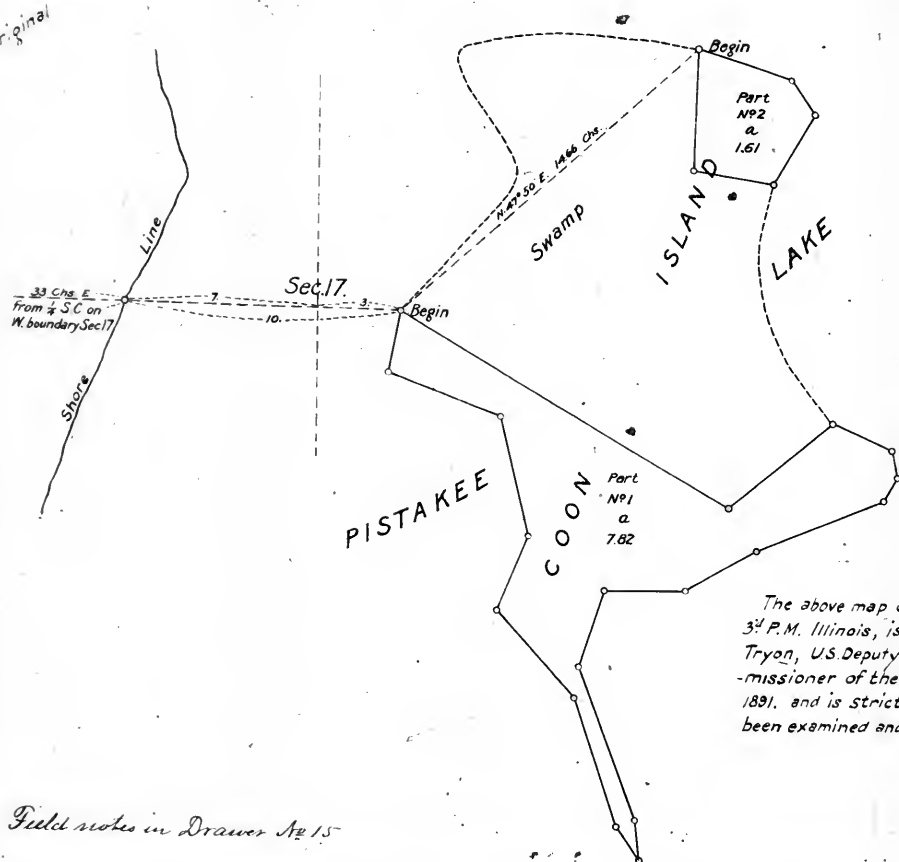 original
Begin
Part
Nº2
a
1.61
N.47°50'E. 14.66 Chs.
Swamp
ISLAND
LAKE
Line
Sec.17.
33 Chs. E
from ¼ S.C on
W. boundary Sec17
7.
3.
10.
Begin
Shore
PISTAKEE
COON
Part
Nº1
a
7.82
The above map
3d P.M. Illinois, is
Tryon, U.S. Deputy
-missioner of the
1891. and is strict
been examined and
Field notes in Drawer № 15